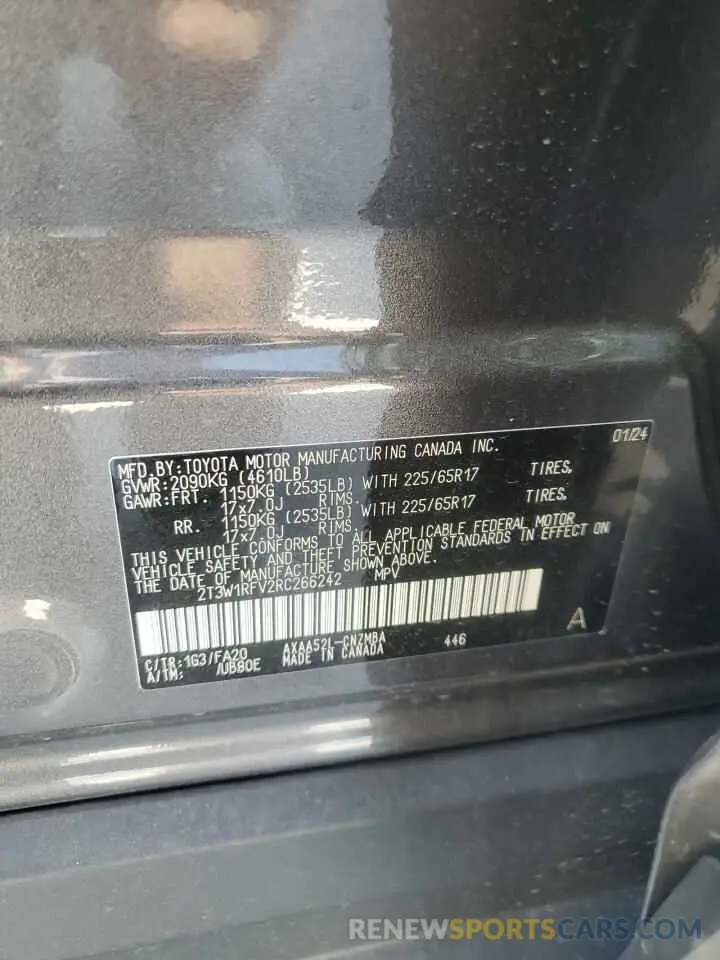 MFD.BY:TOYOTA MOTOR MANUFACTURING CANADA INC. 01/24
GVWR:2090KG (4610LB)
GAWR:FRT. 1150KG (2535LB) WITH 225/65R17 TIRES,
17x7.0J RIMS.
RR. 1150KG (2535LB) WITH 225/65R17 TIRES,
17x7.0J RIMS.
THIS VEHICLE CONFORMS TO ALL APPLICABLE FEDERAL MOTOR
VEHICLE SAFETY AND THEFT PREVENTION STANDARDS IN EFFECT ON
THE DATE OF MANUFACTURE SHOWN ABOVE.
2T3W1RFV2RC266242 MPV
A
C/TR:1G3/FA20 AXAA52L-CNZMBA 446
A/TM: /UB80E MADE IN CANADA
RENEWSPORTSCARS.COM